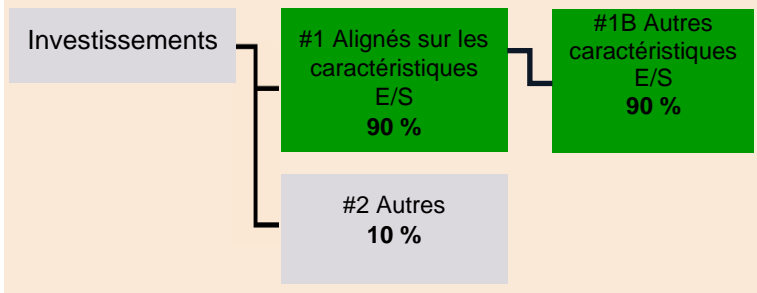 Investissements
#1 Alignés sur les
caractéristiques
E/S
90 %
#1B Autres
caractéristiques
E/S
90 %
#2 Autres
10 %